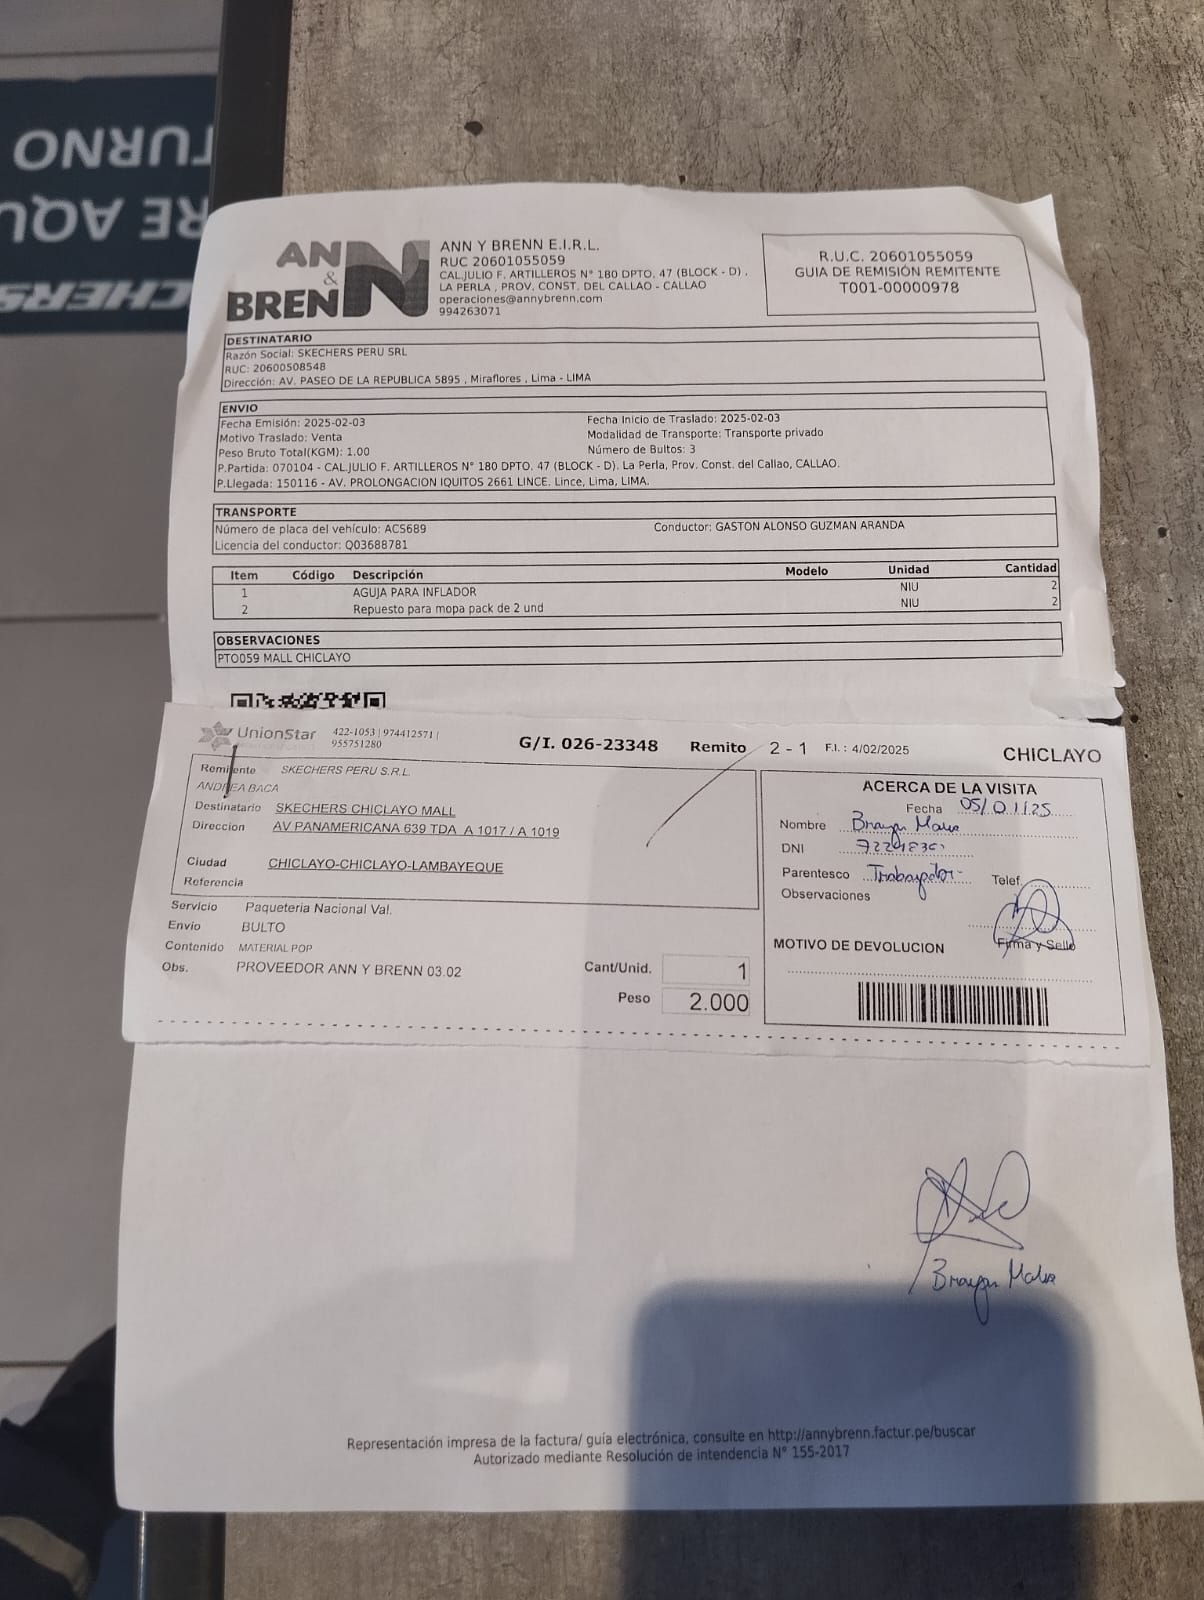 TURNO
RE AQU
CHERS
ANN & BRENN
ANN Y BRENN E.I.R.L.
RUC 20601055059
CAL.JULIO F. ARTILLEROS N° 180 DPTO. 47 (BLOCK - D) ,
LA PERLA , PROV. CONST. DEL CALLAO - CALLAO
operaciones@annybrenn.com
994263071
R.U.C. 20601055059
GUIA DE REMISIÓN REMITENTE
T001-00000978
DESTINATARIO
Razón Social: SKECHERS PERU SRL
RUC: 20600508548
Dirección: AV. PASEO DE LA REPUBLICA 5895 , Miraflores , Lima - LIMA
ENVIO
Fecha Emisión: 2025-02-03 Fecha Inicio de Traslado: 2025-02-03
Motivo Traslado: Venta Modalidad de Transporte: Transporte privado
Peso Bruto Total(KGM): 1.00 Número de Bultos: 3
P.Partida: 070104 - CAL.JULIO F. ARTILLEROS N° 180 DPTO. 47 (BLOCK - D). La Perla, Prov. Const. del Callao, CALLAO.
P.Llegada: 150116 - AV. PROLONGACION IQUITOS 2661 LINCE. Lince, Lima, LIMA.
TRANSPORTE
Número de placa del vehículo: ACS689 Conductor: GASTON ALONSO GUZMAN ARANDA
Licencia del conductor: Q03688781
Item Código Descripción Modelo Unidad Cantidad
1 AGUJA PARA INFLADOR NIU 2
2 Repuesto para mopa pack de 2 und NIU 2
OBSERVACIONES
PTO059 MALL CHICLAYO
UnionStar 422-1053 | 974412571 |
955751280
G/I. 026-23348 Remito 2 - 1 F.I. : 4/02/2025 CHICLAYO
Remitente SKECHERS PERU S.R.L.
ANDREA BACA
Destinatario SKECHERS CHICLAYO MALL
Direccion AV PANAMERICANA 639 TDA A 1017 / A 1019
Ciudad CHICLAYO-CHICLAYO-LAMBAYEQUE
Referencia
Servicio Paqueteria Nacional Val.
Envio BULTO
Contenido MATERIAL POP
Obs. PROVEEDOR ANN Y BRENN 03.02
Cant/Unid. 1
Peso 2.000
ACERCA DE LA VISITA
Fecha 05/01/25
Nombre Brayan
DNI
Parentesco Trabajador Telef.
Observaciones
Firma y Sello
MOTIVO DE DEVOLUCION
Brayan
Representación impresa de la factura/ guía electrónica, consulte en http://annybrenn.factur.pe/buscar
Autorizado mediante Resolución de intendencia N° 155-2017